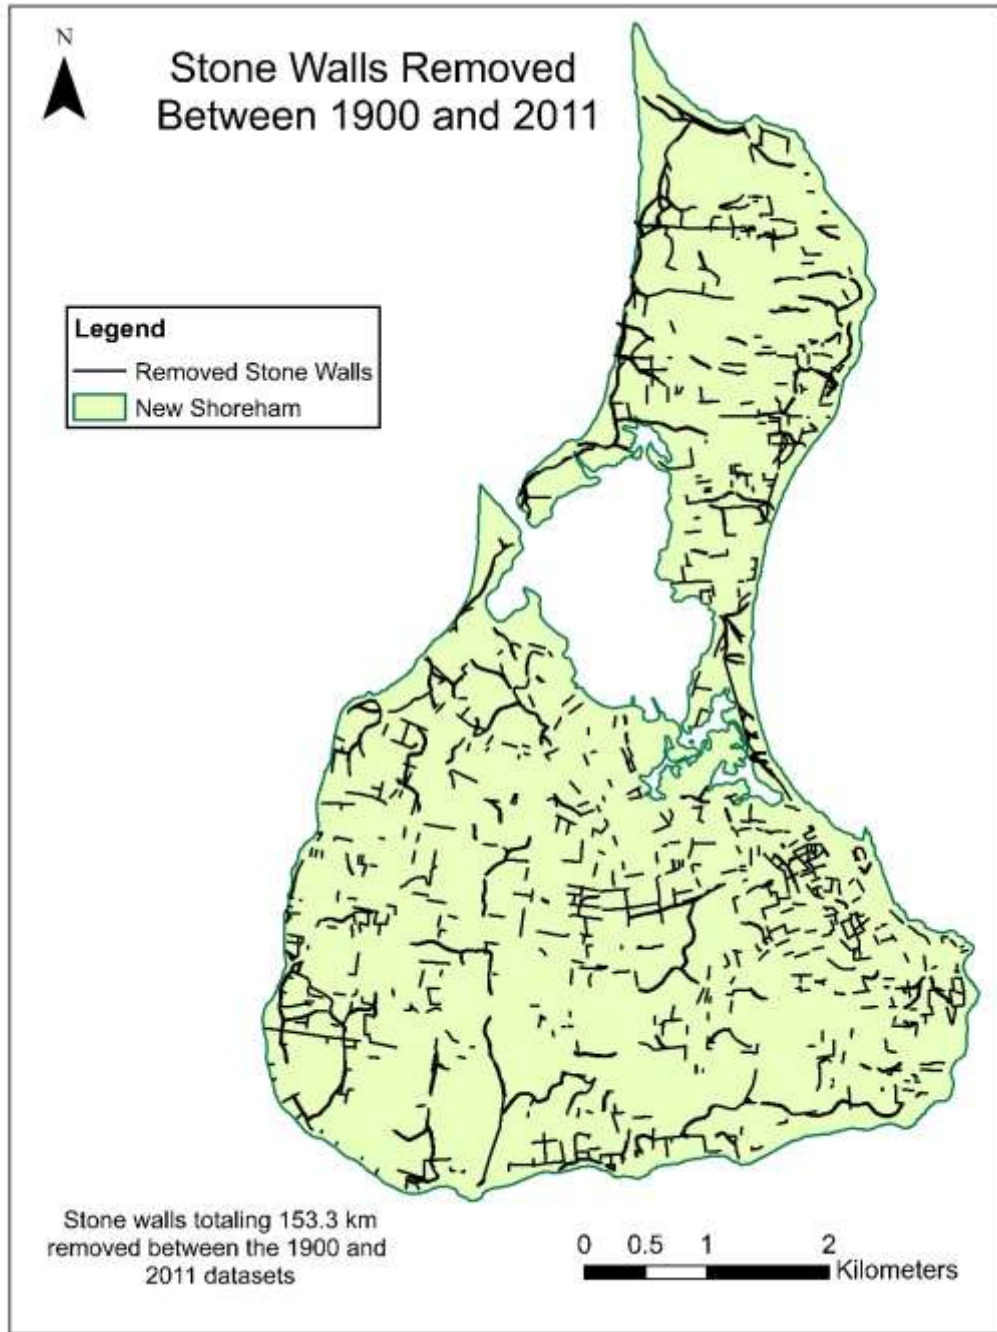 N
Stone Walls Removed
Between 1900 and 2011
Legend
Removed Stone Walls
New Shoreham
Stone walls totaling 153.3 km
removed between the 1900 and
2011 datasets
0 0.5 1 2
Kilometers